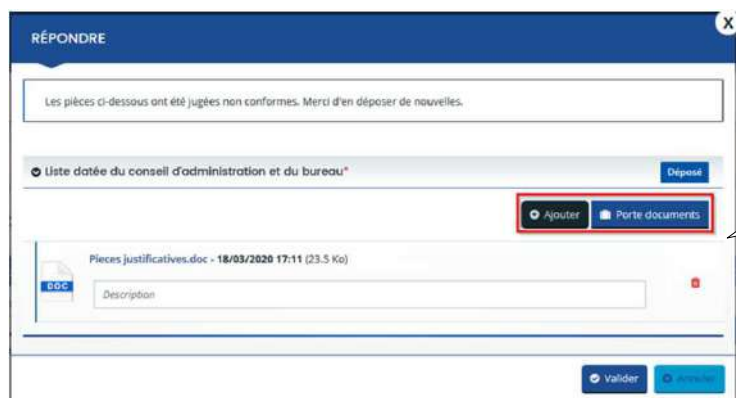 X
RÉPONDRE
Les pièces ci-dessous ont été jugées non conformes. Merci d'en déposer de nouvelles.
Liste datée du conseil d'administration et du bureau*
Déposé
Ajouter
Porte documents
Pieces justificatives.doc - 18/03/2020 17:11 (23.5 Ko)
DOC
Description
Valider